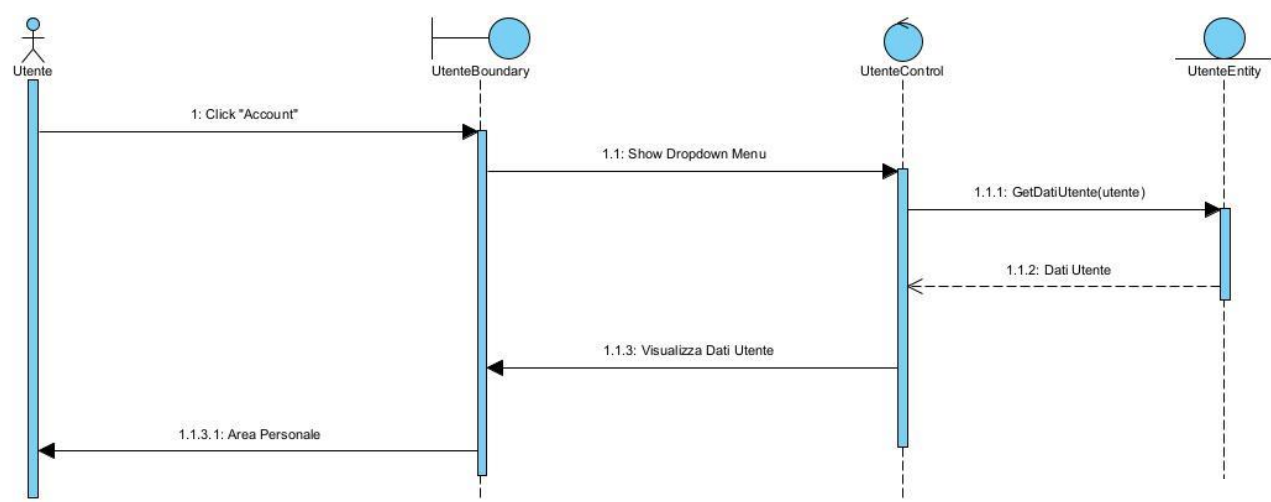 Utente
UtenteBoundary
UtenteControl
UtenteEntity
1: Click "Account"
1.1: Show Dropdown Menu
1.1.1: GetDatiUtente(utente)
1.1.2: Dati Utente
1.1.3: Visualizza Dati Utente
1.1.3.1: Area Personale